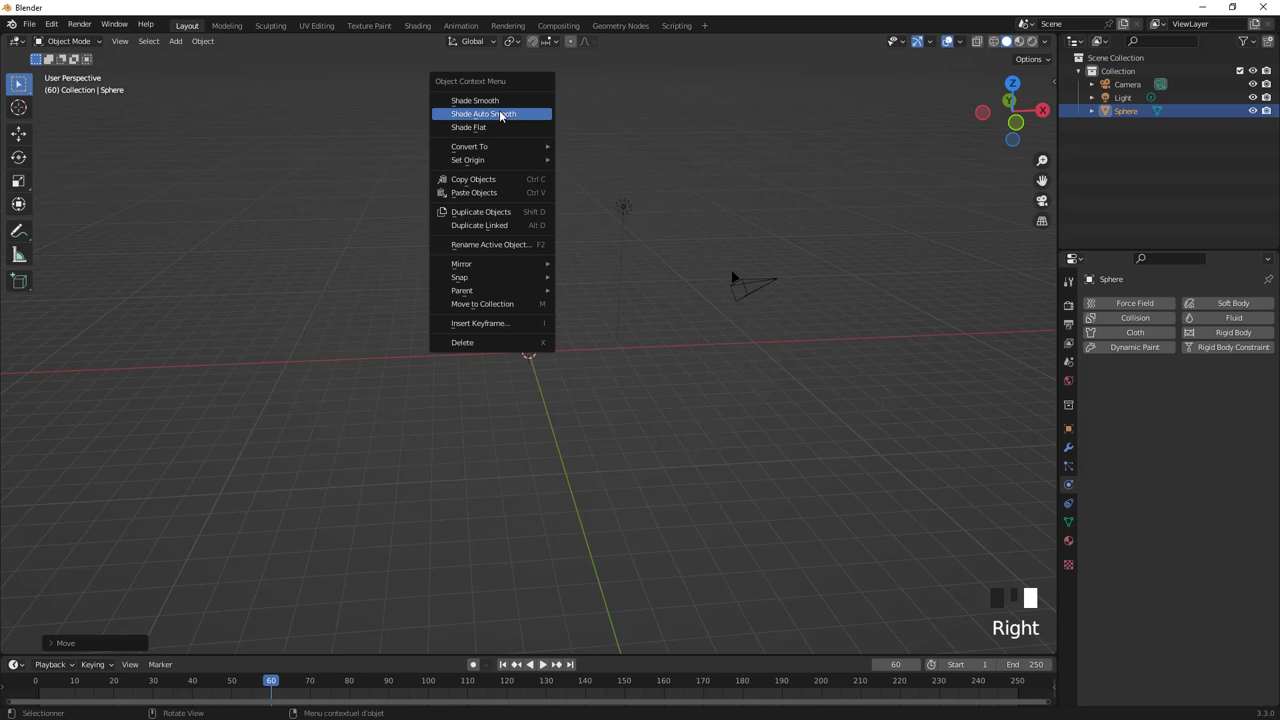 Blender
File Edit Render Window Help Layout Modeling Sculpting UV Editing Texture Paint Shading Animation Rendering Compositing Geometry Nodes Scripting + Scene ViewLayer
Object Mode View Select Add Object Global
Options
User Perspective
(60) Collection | Sphere
Object Context Menu
Shade Smooth
Shade Auto Smooth
Shade Flat
Convert To
Set Origin
Copy Objects Ctrl C
Paste Objects Ctrl V
Duplicate Objects Shift D
Duplicate Linked Alt D
Rename Active Object... F2
Mirror
Snap
Parent
Move to Collection M
Insert Keyframe... I
Delete X
Z
Y
X
Scene Collection
Collection
Camera
Light
Sphere
Sphere
Force Field Soft Body
Collision Fluid
Cloth Rigid Body
Dynamic Paint Rigid Body Constraint
Right
> Move
Playback Keying View Marker 60 Start 1 End 250
0 10 20 30 40 50 60 70 80 90 100 110 120 130 140 150 160 170 180 190 200 210 220 230 240 250
Sélectionner Rotate View Menu contextuel d'objet 3.3.0